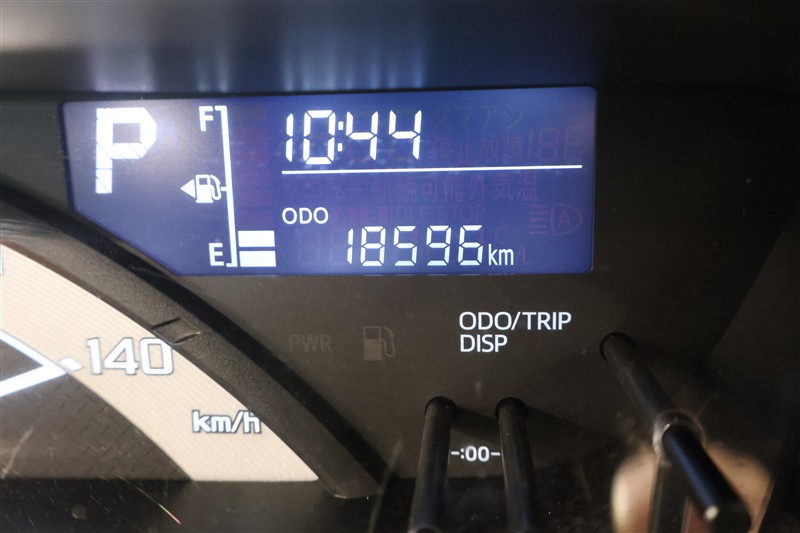 P
F
10:44
ODO
E
18596km
ODO/TRIP
DISP
PWR
140
km/h
-:00-